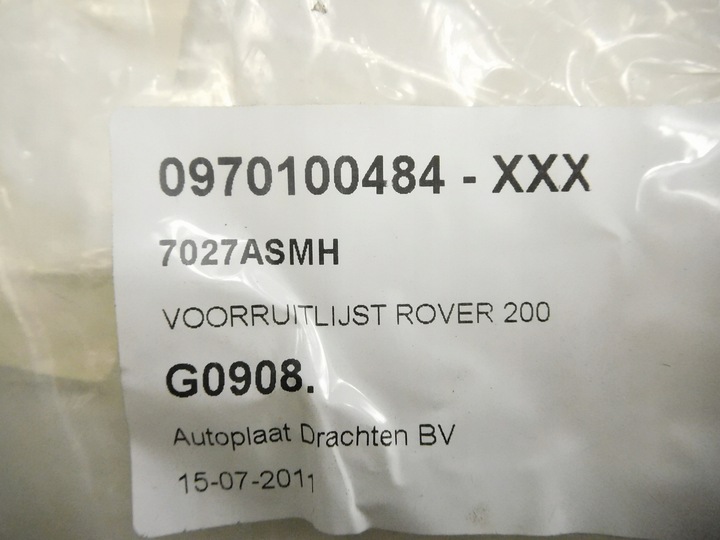 0970100484 - XXX
7027ASMH
VOORRUITLIJST ROVER 200
G0908.
Autoplaat Drachten BV
15-07-2011